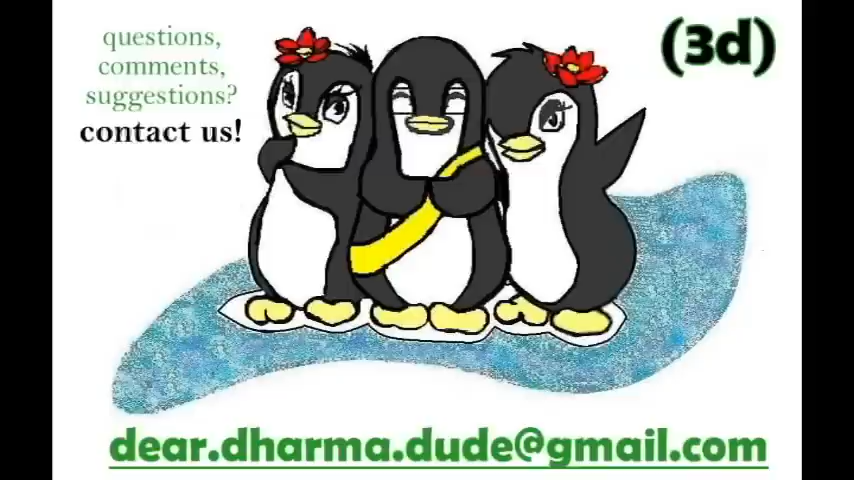 questions,
comments,
suggestions?
contact us!
(3d)
dear.dharma.dude@gmail.com